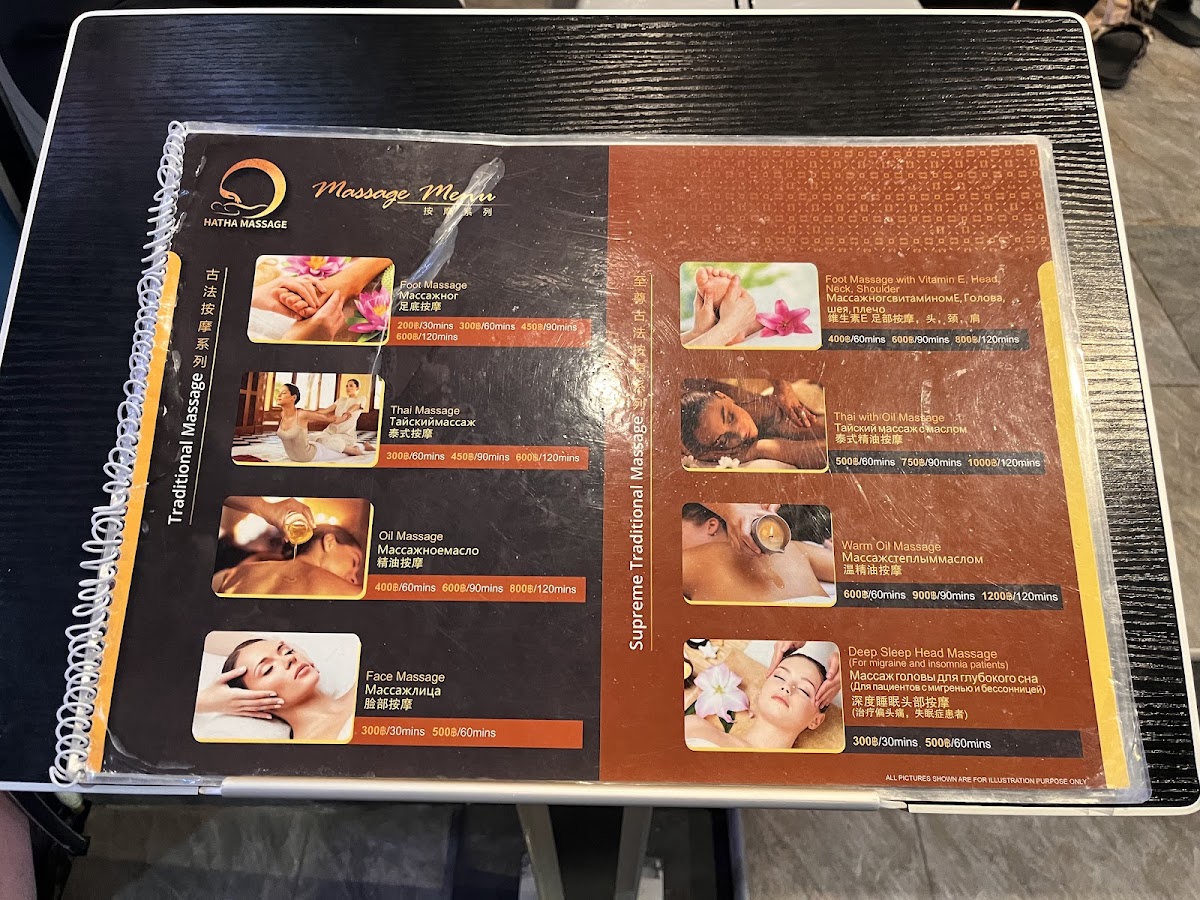 HATHA MASSAGE
Massage Menu
按摩系列
古法按摩系列
Traditional Massage
Foot Massage
Массажног
足底按摩
200฿/30mins 300฿/60mins 450฿/90mins
600฿/120mins
Thai Massage
Тайскиймассаж
泰式按摩
300฿/60mins 450฿/90mins 600฿/120mins
Oil Massage
Массажноемасло
精油按摩
400฿/60mins 600฿/90mins 800฿/120mins
Face Massage
Массажлица
脸部按摩
300฿/30mins 500฿/60mins
至尊古法按摩系列
Supreme Traditional Massage
Foot Massage with Vitamin E, Head,
Neck, Shoulder
МассажногсвитаминомЕ, Голова,
шея, плечо
维生素E 足部按摩，头，颈，肩
400฿/60mins 600฿/90mins 800฿/120mins
Thai with Oil Massage
Тайский массаж с маслом
泰式精油按摩
500฿/60mins 750฿/90mins 1000฿/120mins
Warm Oil Massage
Массажстеплыммаслом
温精油按摩
600฿/60mins 900฿/90mins 1200฿/120mins
Deep Sleep Head Massage
(For migraine and insomnia patients)
Массаж головы для глубокого сна
(Для пациентов с мигренью и бессонницей)
深度睡眠头部按摩
(治疗偏头痛，失眠症患者)
300฿/30mins 500฿/60mins
ALL PICTURES SHOWN ARE FOR ILLUSTRATION PURPOSE ONLY